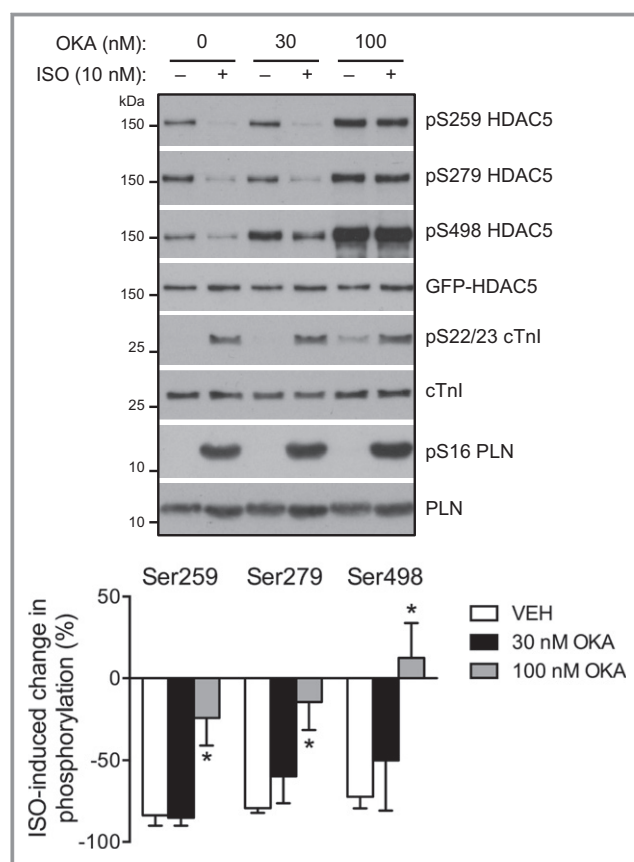 OKA (nM): 0 30 100
ISO (10 nM): – + – + – +
kDa
150 pS259 HDAC5
150 pS279 HDAC5
150 pS498 HDAC5
150 GFP-HDAC5
25 pS22/23 cTnI
25 cTnI
10 pS16 PLN
10 PLN
Ser259 Ser279 Ser498
ISO-induced change in
phosphorylation (%)
50
0
-50
-100
*
*
*
VEH
30 nM OKA
100 nM OKA